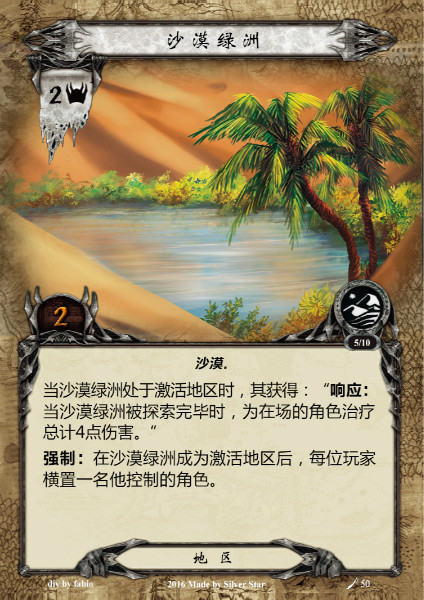 沙漠绿洲
2
2
5/10
沙漠.
当沙漠绿洲处于激活地区时，其获得：“响应：
当沙漠绿洲被探索完毕时，为在场的角色治疗
总计4点伤害。“
强制：在沙漠绿洲成为激活地区后，每位玩家
横置一名他控制的角色。
地区
diy by fabio
2016 Made by Silver Star
50